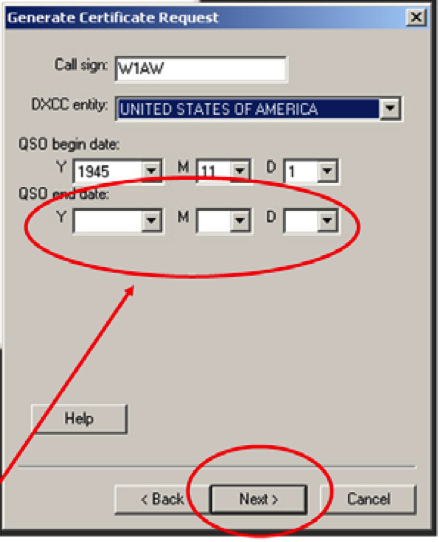 Generate Certificate Request
Call sign: W1AW
DXCC entity: UNITED STATES OF AMERICA
QSO begin date:
Y 1945 M 11 D 1
QSO end date:
Y M D
Help
< Back Next > Cancel